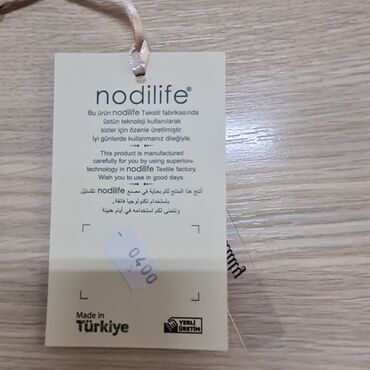 nodilife®
Bu ürün nodilife Tekstil fabrikasında
üstün teknoloji kullanılarak
sizler için özenle üretilmiştir.
İyi günlerde kullanmanız dileğiyle.
This product is manufactured
carefully for you by using superior
technology in nodilife Textile factory.
Wish you to use in good days.
أنتج هذا المنتج لكم بعناية في مصنع nodilife تكستيل
باستخدام تكنولوجيا فائقة.
ونتمنى لكم استخدامه في أيام هنيئة
0400
Made in
Türkiye
YERLİ
ÜRETİM